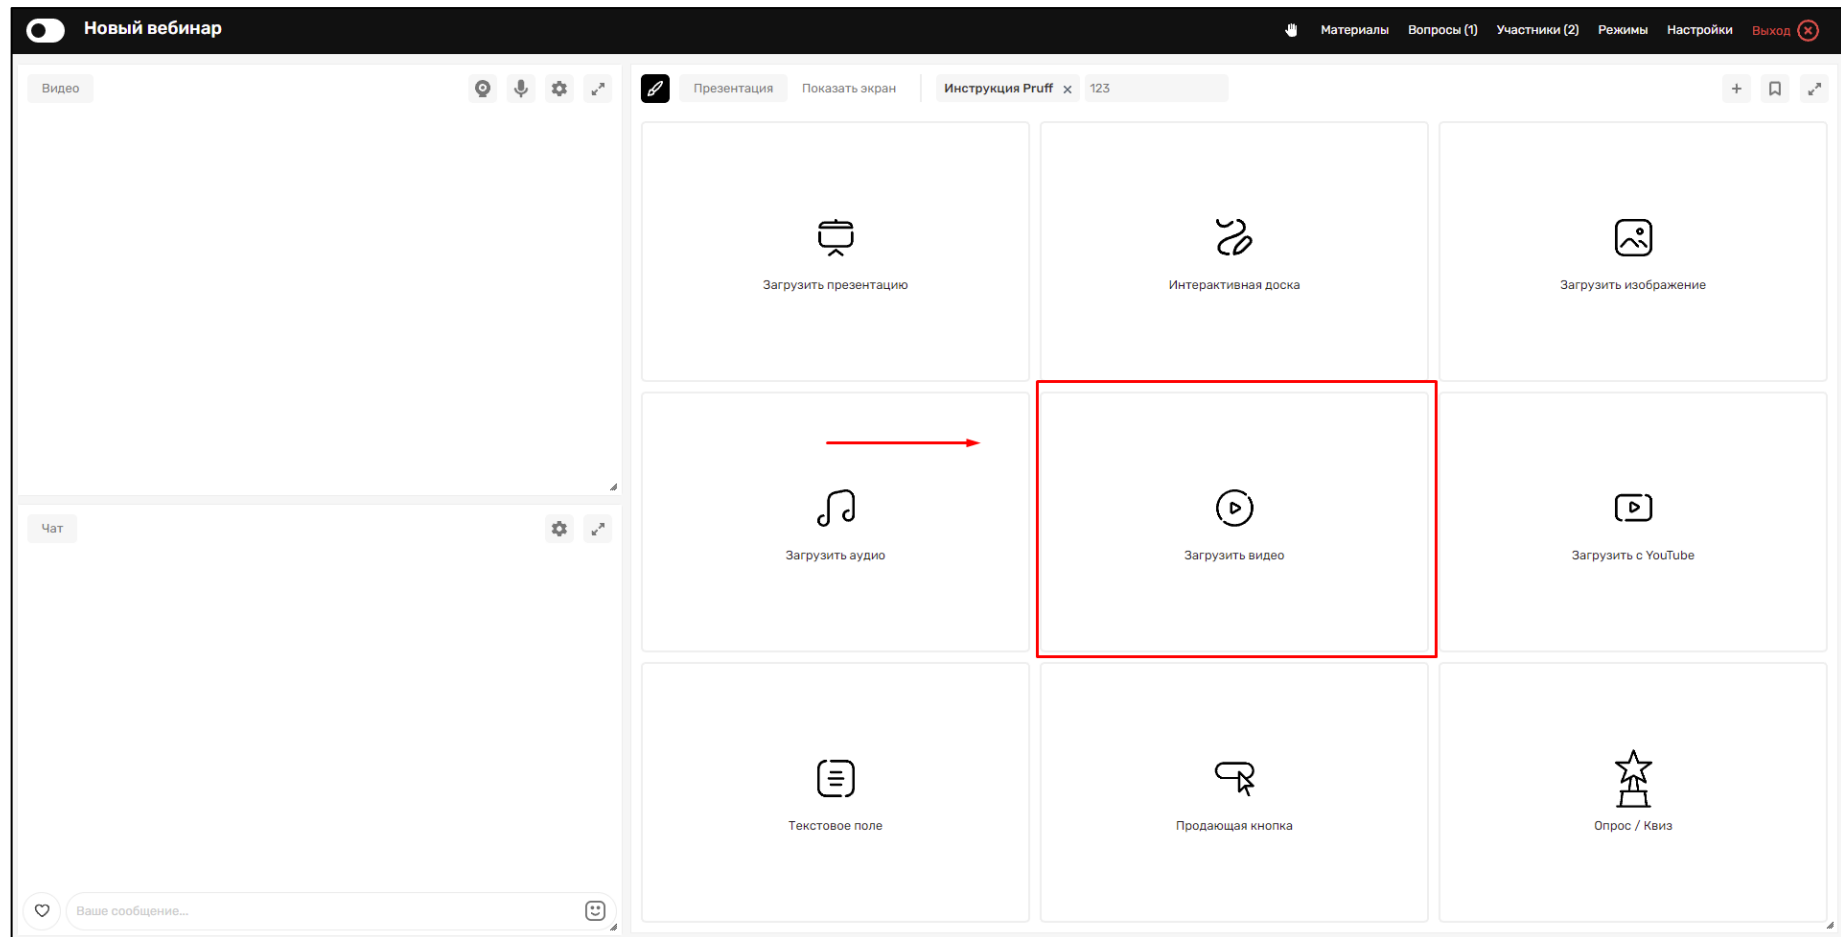 Новый вебинар
Материалы Вопросы (1) Участники (2) Режимы Настройки Выход
Видео
Презентация Показать экран Инструкция Pruff × 123
Загрузить презентацию
Интерактивная доска
Загрузить изображение
Загрузить аудио
Загрузить видео
Загрузить с YouTube
Текстовое поле
Продающая кнопка
Опрос / Квиз
Чат
Ваше сообщение...